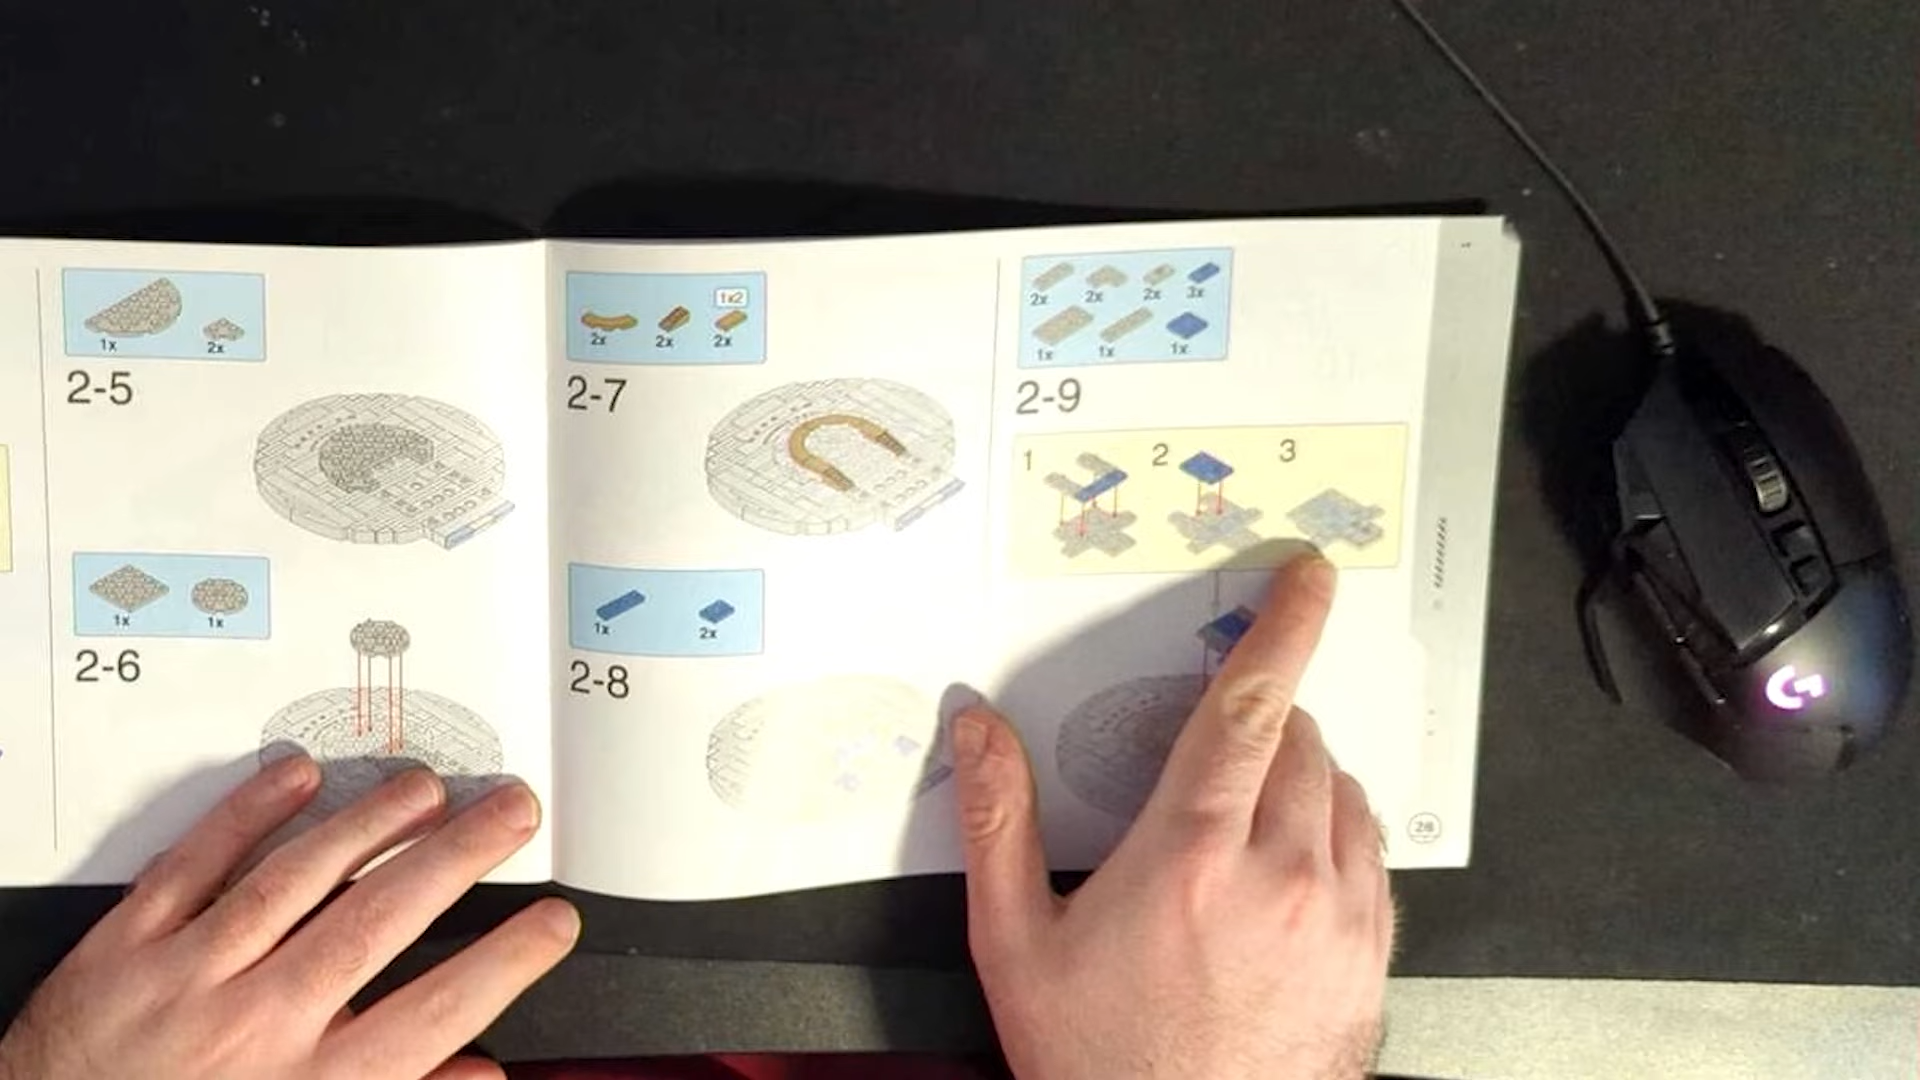 1x 2x
2-5
1x 1x
2-6
1x2
2x 2x 2x
2-7
1x 2x
2-8
2x 2x 2x 3x
1x 1x 1x
2-9
1 2 3
G